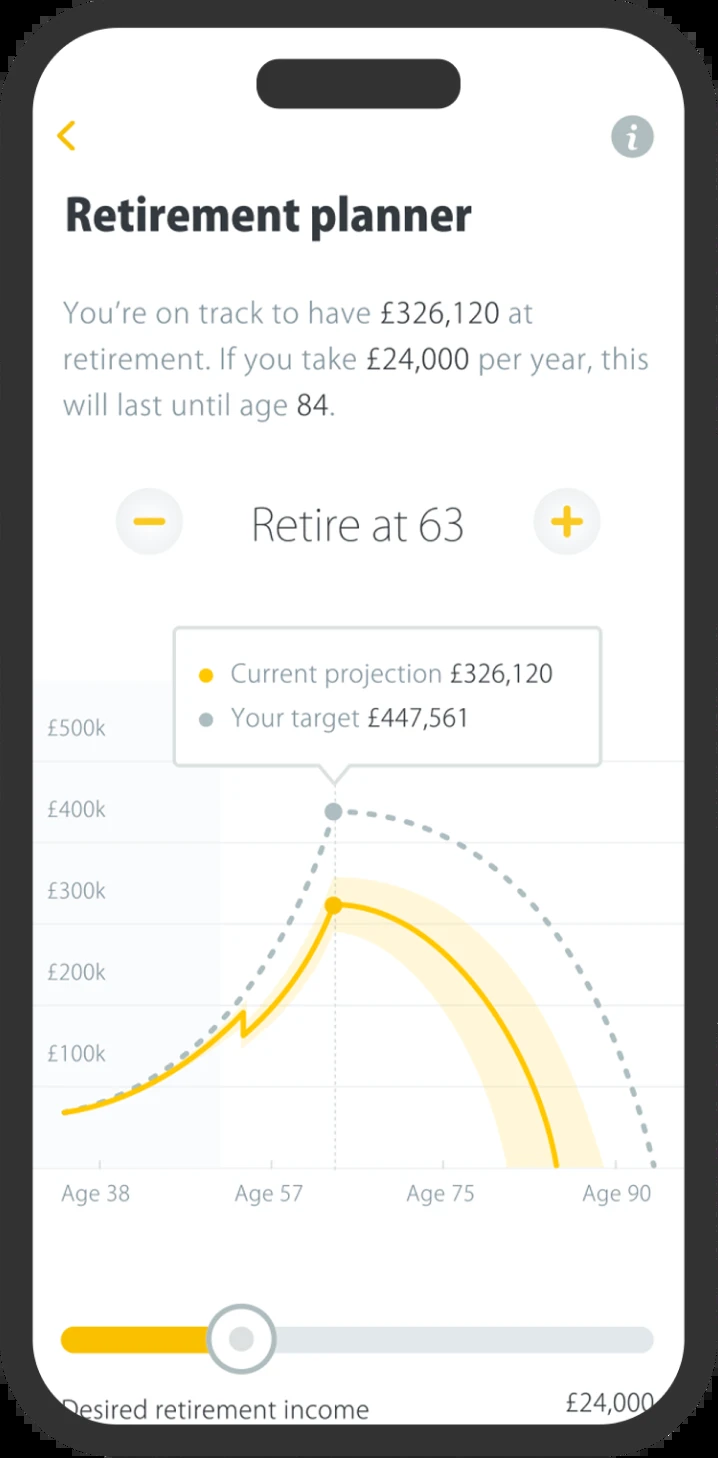 Retirement planner
You’re on track to have £326,120 at
retirement. If you take £24,000 per year, this
will last until age 84.
Retire at 63
Current projection £326,120
Your target £447,561
£500k
£400k
£300k
£200k
£100k
Age 38 Age 57 Age 75 Age 90
Desired retirement income £24,000